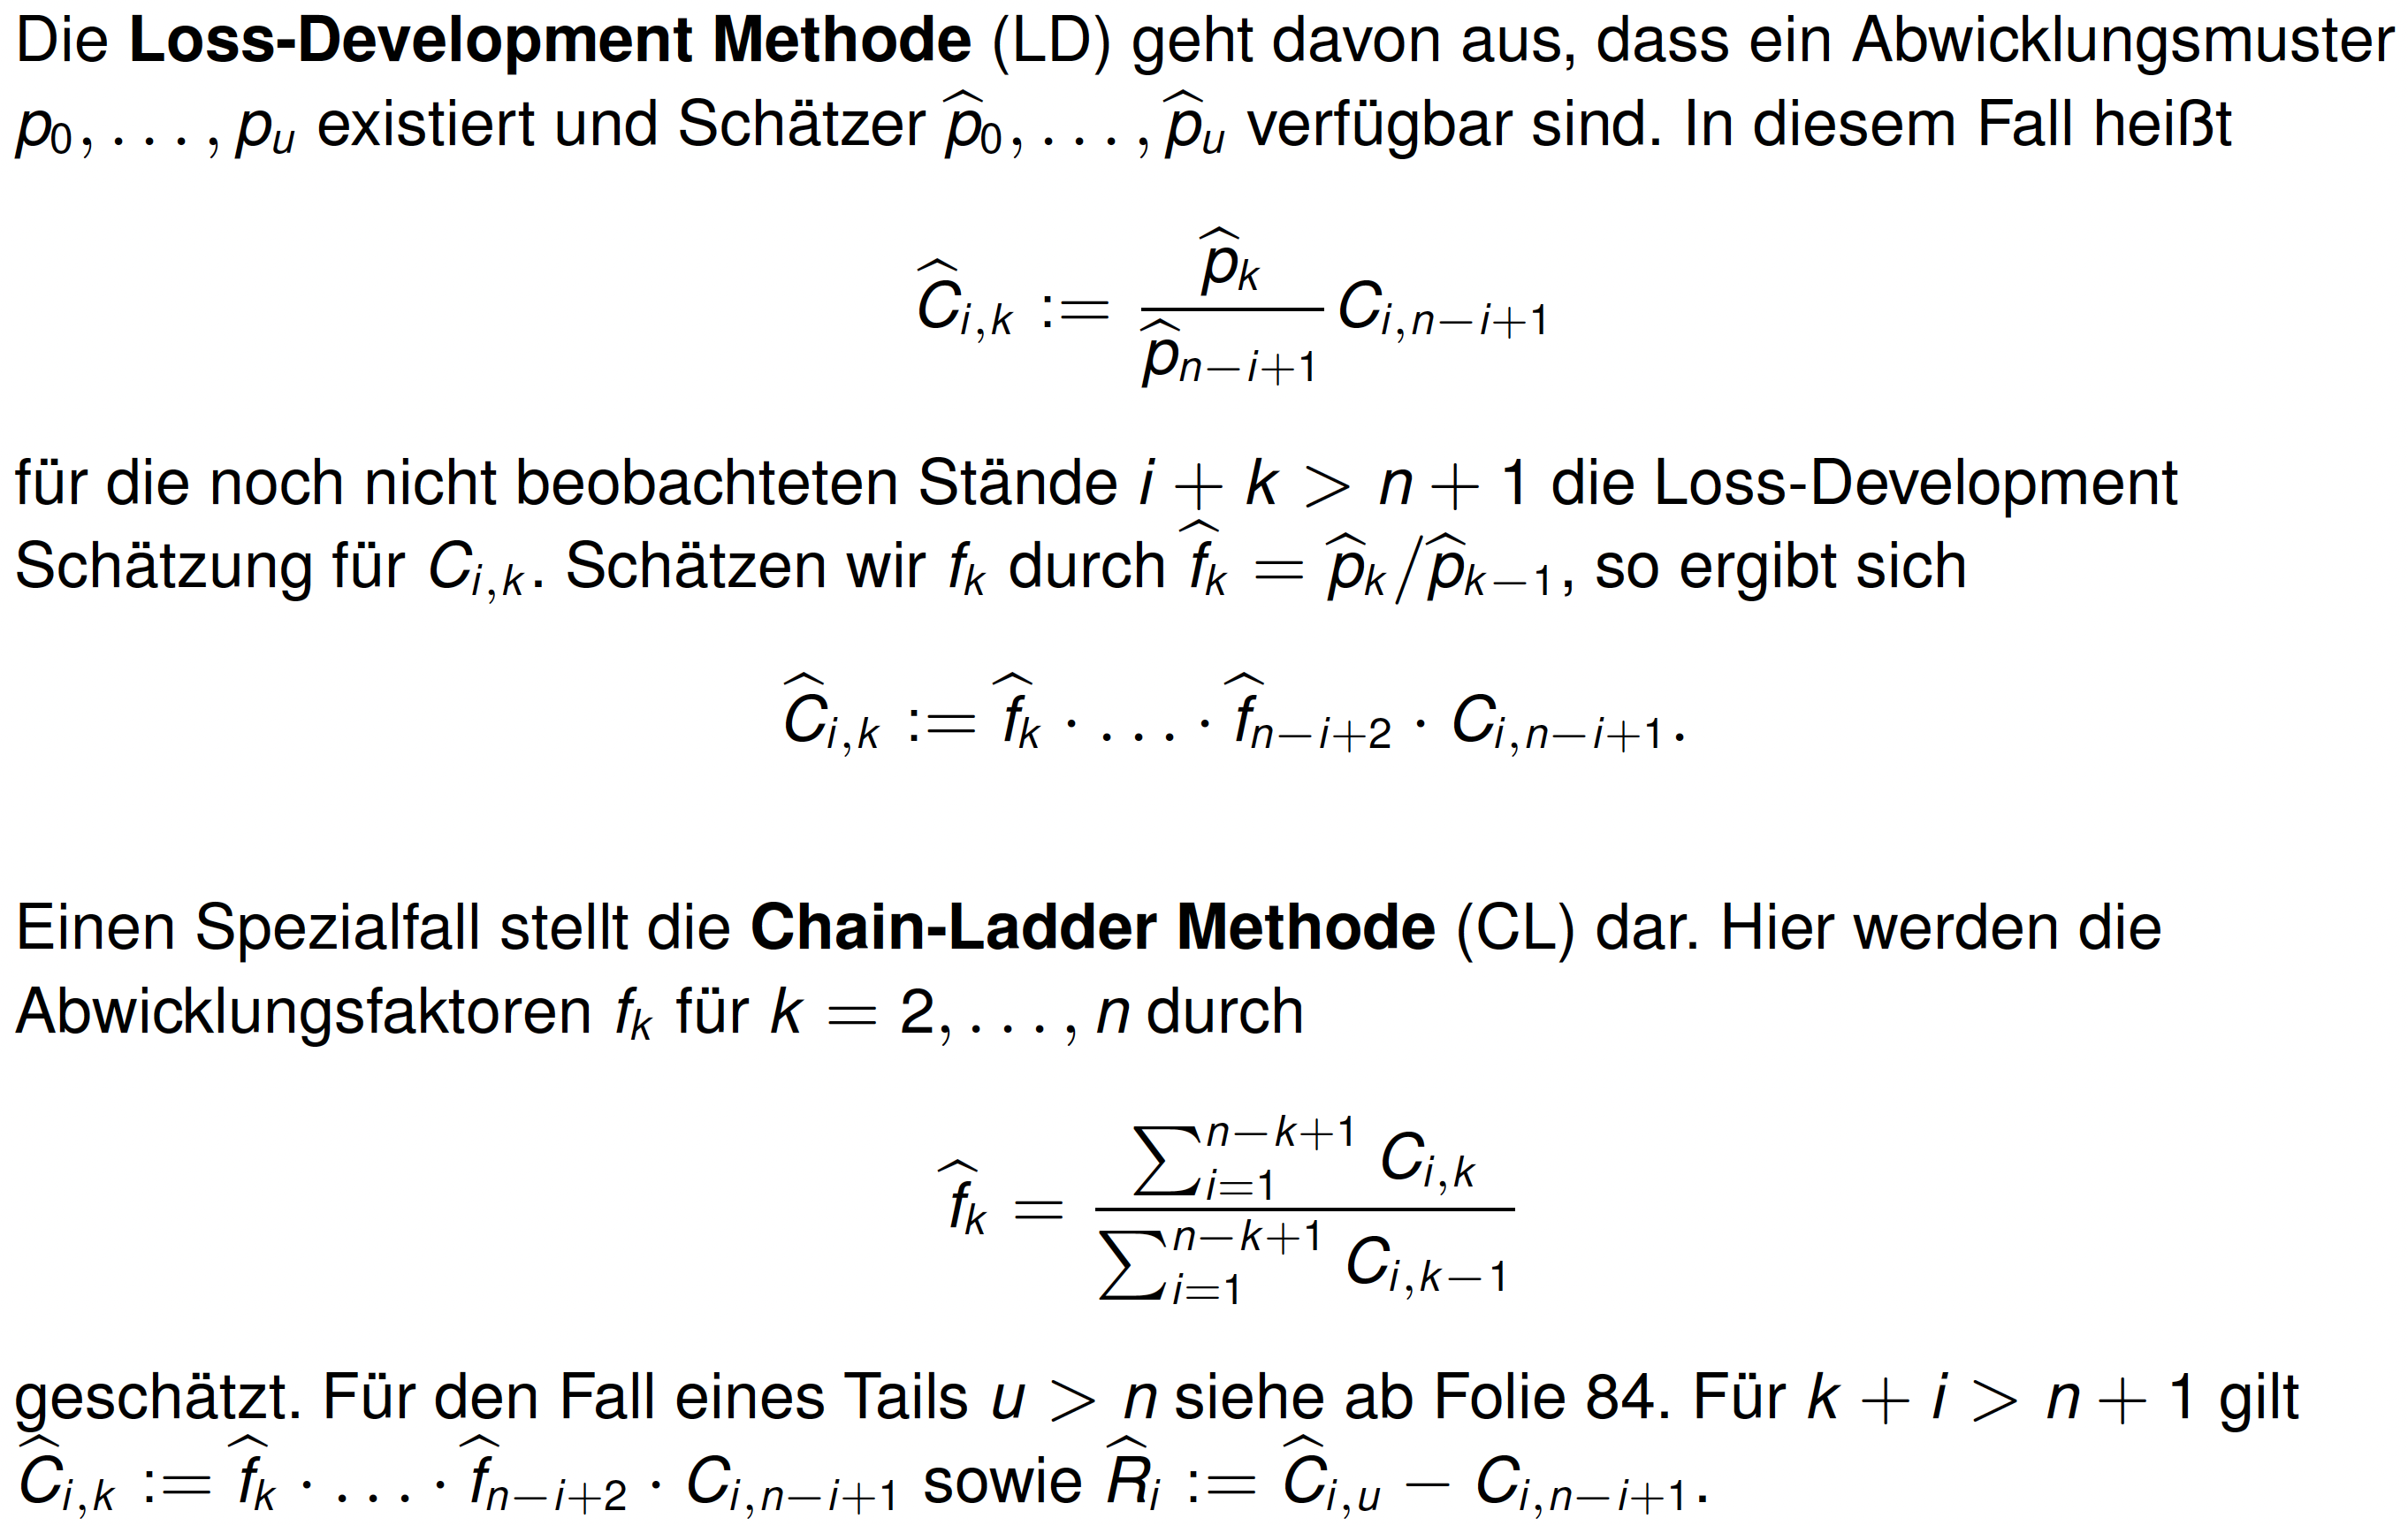 Die Loss-Development Methode (LD) geht davon aus, dass ein Abwicklungsmuster
$p_0, \ldots, p_u$ existiert und Schätzer $\widehat{p}_0, \ldots, \widehat{p}_u$ verfügbar sind. In diesem Fall heißt
$\widehat{C}_{i,k} := \frac{\widehat{p}_k}{\widehat{p}_{n-i+1}} C_{i,n-i+1}$
für die noch nicht beobachteten Stände $i + k > n + 1$ die Loss-Development
Schätzung für $C_{i,k}$. Schätzen wir $f_k$ durch $\widehat{f}_k = \widehat{p}_k / \widehat{p}_{k-1}$, so ergibt sich
$\widehat{C}_{i,k} := \widehat{f}_k \cdot \ldots \cdot \widehat{f}_{n-i+2} \cdot C_{i,n-i+1}.$
Einen Spezialfall stellt die Chain-Ladder Methode (CL) dar. Hier werden die
Abwicklungsfaktoren $f_k$ für $k = 2, \ldots, n$ durch
$\widehat{f}_k = \frac{\sum_{i=1}^{n-k+1} C_{i,k}}{\sum_{i=1}^{n-k+1} C_{i,k-1}}$
geschätzt. Für den Fall eines Tails $u > n$ siehe ab Folie 84. Für $k + i > n + 1$ gilt
$\widehat{C}_{i,k} := \widehat{f}_k \cdot \ldots \cdot \widehat{f}_{n-i+2} \cdot C_{i,n-i+1}$ sowie $\widehat{R}_i := \widehat{C}_{i,u} - C_{i,n-i+1}.$